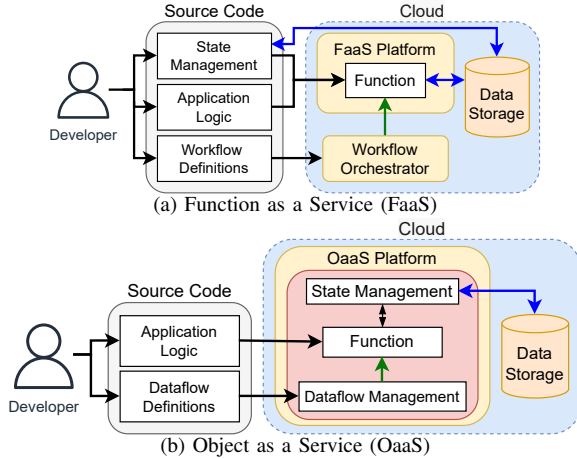 Source Code
Cloud
State
Management
FaaS Platform
Function
Application
Logic
Data
Storage
Developer
Workflow
Definitions
Workflow
Orchestrator
(a) Function as a Service (FaaS)
Cloud
OaaS Platform
Source Code
State Management
Application
Logic
Function
Data
Storage
Developer
Dataflow
Definitions
Dataflow Management
(b) Object as a Service (OaaS)